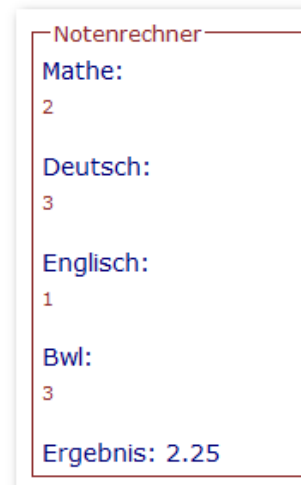 Notenrechner
Mathe:
2
Deutsch:
3
Englisch:
1
Bwl:
3
Ergebnis: 2.25